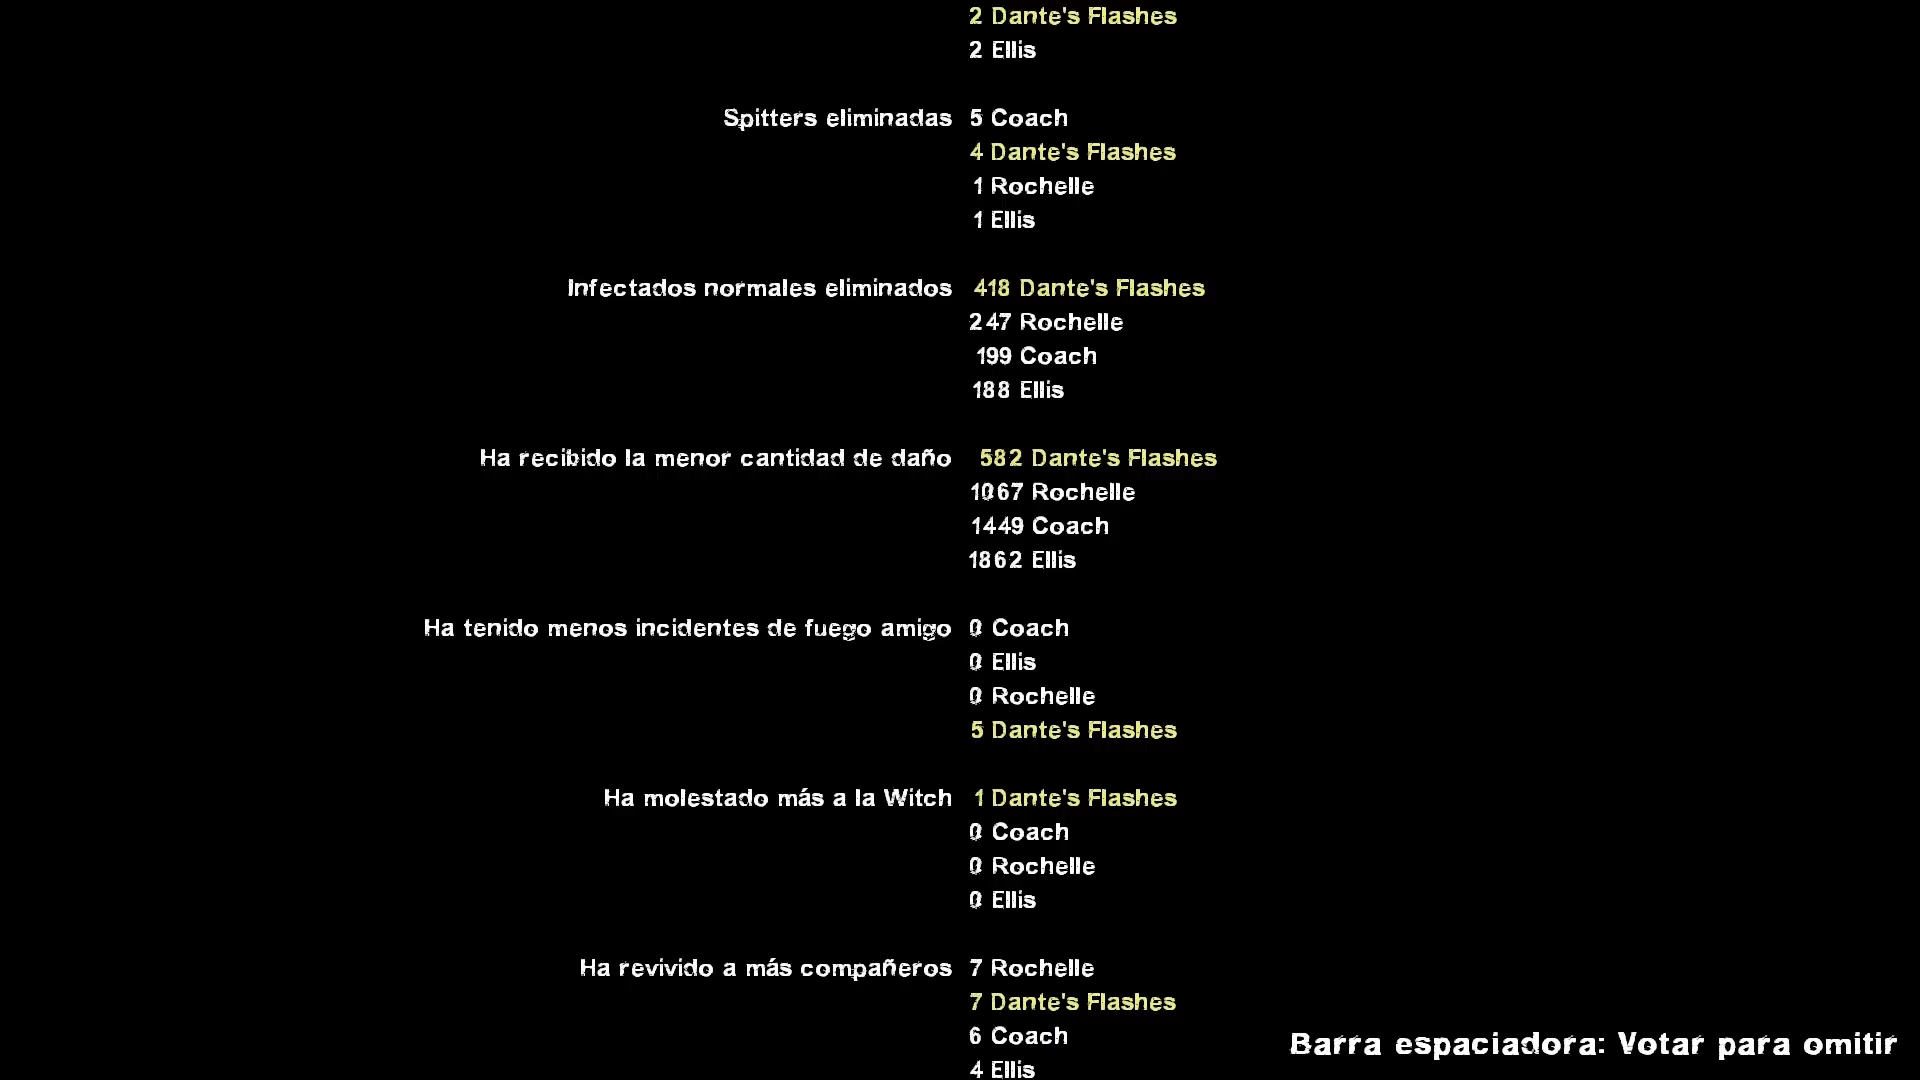 2 Dante's Flashes
2 Ellis
Spitters eliminadas 5 Coach
4 Dante's Flashes
1 Rochelle
1 Ellis
Infectados normales eliminados 418 Dante's Flashes
247 Rochelle
199 Coach
188 Ellis
Ha recibido la menor cantidad de daño 582 Dante's Flashes
1067 Rochelle
1449 Coach
1862 Ellis
Ha tenido menos incidentes de fuego amigo 0 Coach
0 Ellis
0 Rochelle
5 Dante's Flashes
Ha molestado más a la Witch 1 Dante's Flashes
0 Coach
0 Rochelle
0 Ellis
Ha revivido a más compañeros 7 Rochelle
7 Dante's Flashes
6 Coach
4 Ellis
Barra espaciadora: Votar para omitir